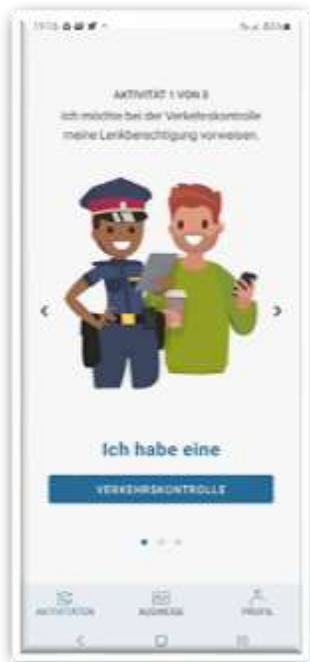 AKTIVITÄT 1 VON 3
Ich möchte bei der Verkehrskontrolle
meine Lenkberechtigung vorweisen.
Ich habe eine
VERKEHRSKONTROLLE
AKTIVITÄTEN
AUSWEISE
PROFIL